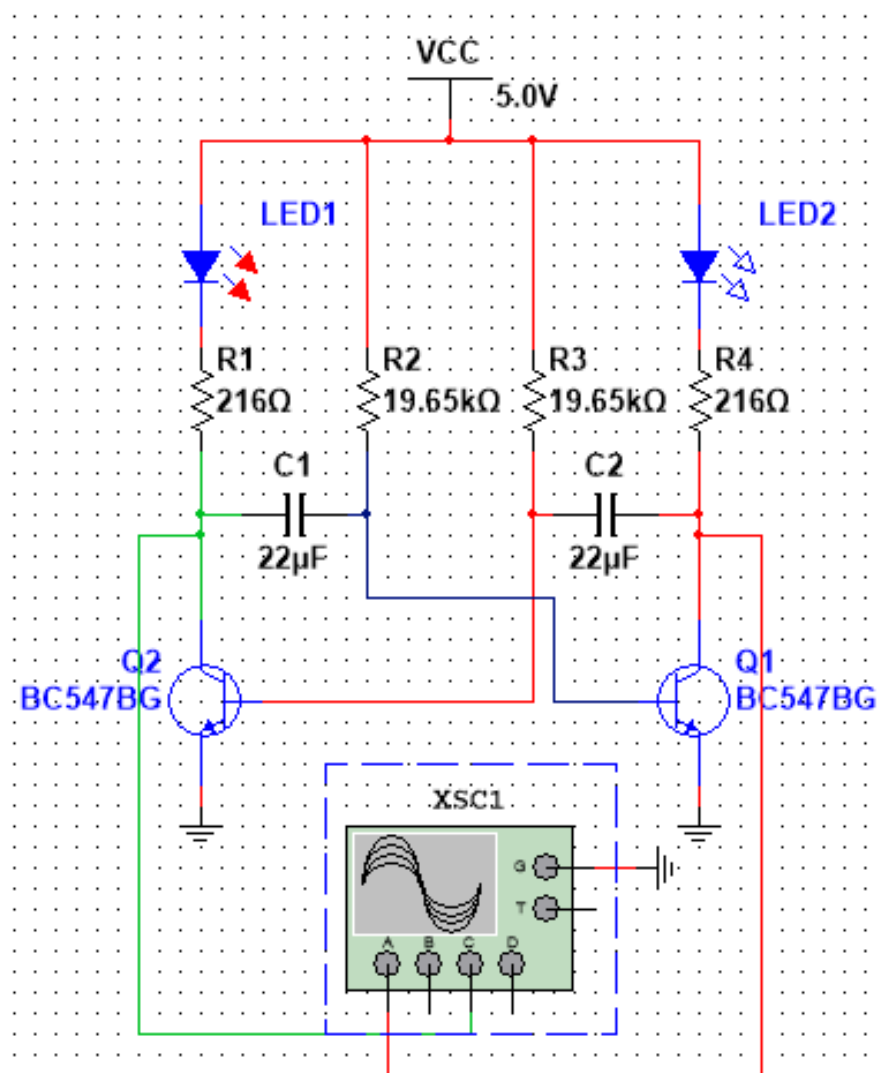 VCC
5.0V
LED1
LED2
R1
216Ω
R2
19.65kΩ
R3
19.65kΩ
R4
216Ω
C1
22µF
C2
22µF
Q2
BC547BG
Q1
BC547BG
XSC1
G
T
A B C D